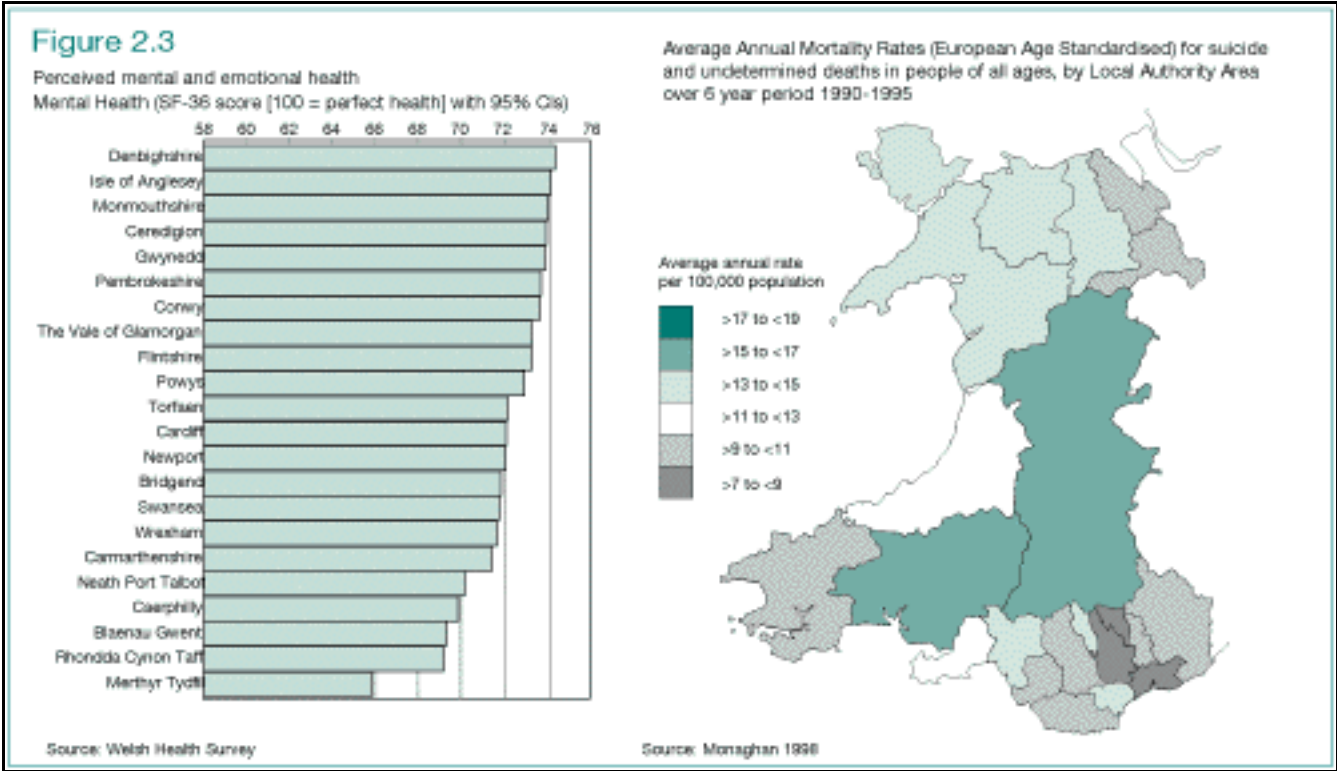 Figure 2.3
Perceived mental and emotional health
Mental Health (SF-36 score [100 = perfect health] with 95% CIs)
58 60 62 64 66 68 70 72 74 76
Denbighshire
Isle of Anglesey
Monmouthshire
Ceredigion
Gwynedd
Pembrokeshire
Conwy
The Vale of Glamorgan
Flintshire
Powys
Torfaen
Cardiff
Newport
Bridgend
Swansea
Wrexham
Carmarthenshire
Neath Port Talbot
Caerphilly
Blaenau Gwent
Rhondda Cynon Taff
Merthyr Tydfil
Source: Welsh Health Survey
Average Annual Mortality Rates (European Age Standardised) for suicide
and undetermined deaths in people of all ages, by Local Authority Area
over 6 year period 1990-1995
Average annual rate
per 100,000 population
>17 to <19
>15 to <17
>13 to <15
>11 to <13
>9 to <11
>7 to <9
Source: Monaghan 1998